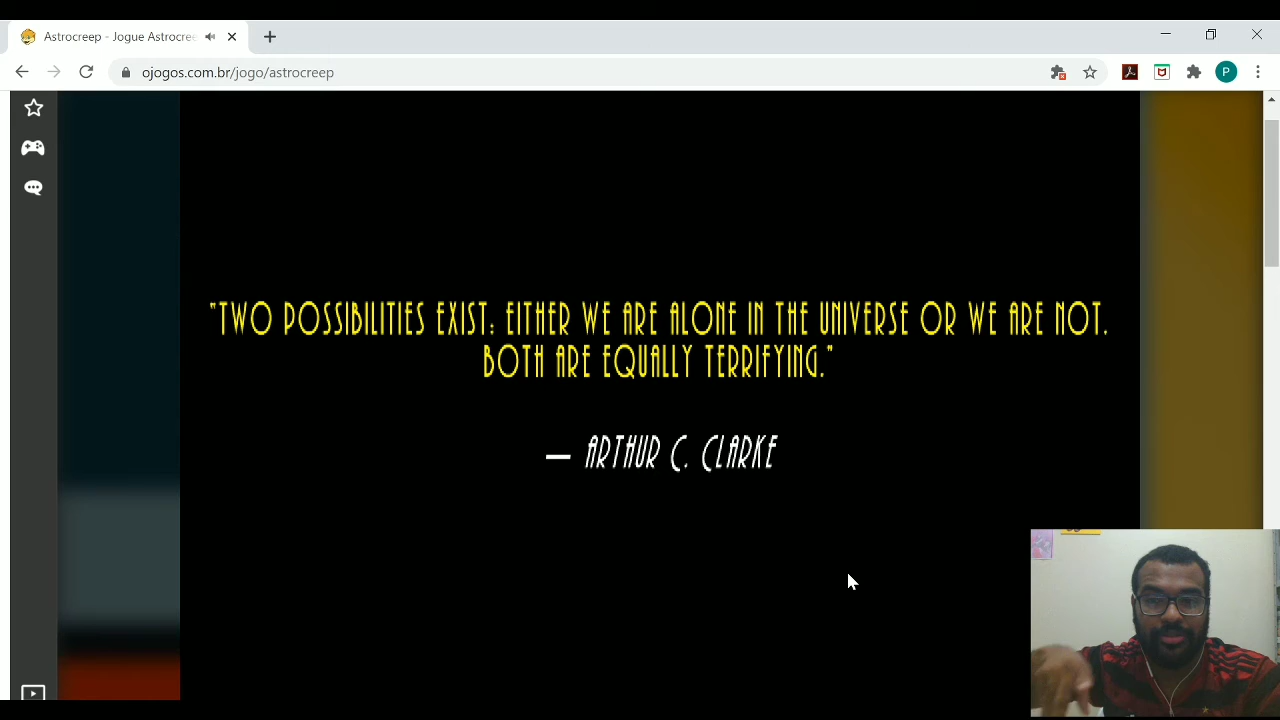 Astrocreep - Jogue Astrocree
ojogos.com.br/jogo/astrocreep
P
"TWO POSSIBILITIES EXIST: EITHER WE ARE ALONE IN THE UNIVERSE OR WE ARE NOT.
BOTH ARE EQUALLY TERRIFYING."
— ARTHUR C. CLARKE